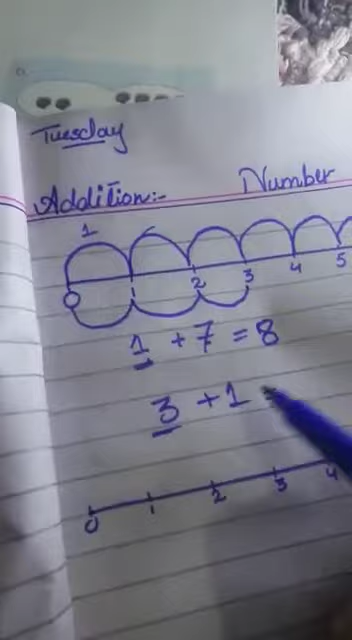 Tuesday
Addition:- Number
1
0 1 2 3 4 5
1 + 7 = 8
3 + 1
0 1 2 3 4